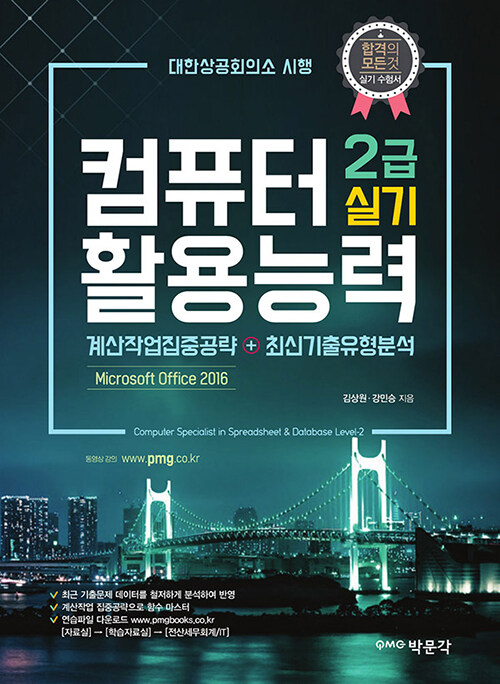 대한상공회의소 시행
합격의
모든것
실기 수험서
컴퓨터 2급 실기
활용능력
계산작업집중공략 + 최신기출유형분석
Microsoft Office 2016
김상원·강민승 지음
Computer Specialist in Spreadsheet & Database Level-2
동영상 강의 www.pmg.co.kr
최근 기출문제 데이터를 철저하게 분석하여 반영
계산작업 집중공략으로 함수 마스터
연습파일 다운로드 www.pmgbooks.co.kr
[자료실] → [학습자료실] → [전산세무회계/IT]
PMG 박문각